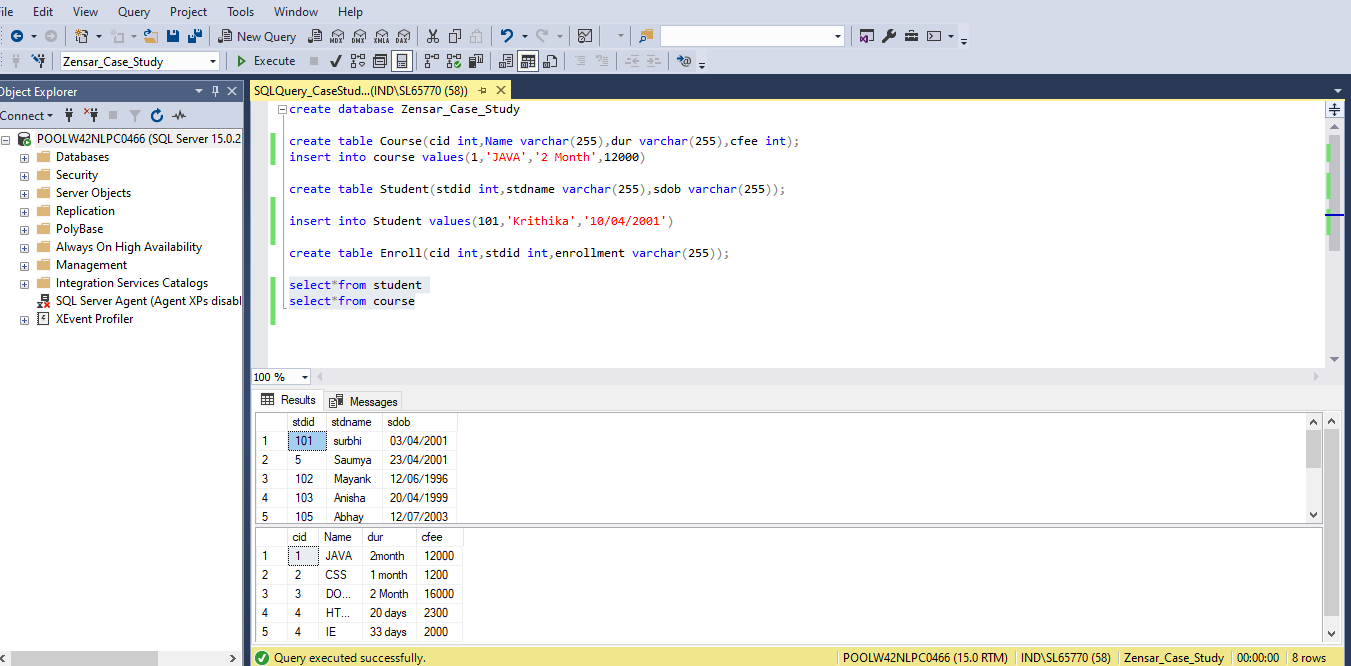 File Edit View Query Project Tools Window Help
New Query MDX DMX XMLA DAX
Zensar_Case_Study Execute
Object Explorer
Connect
POOLW42NLPC0466 (SQL Server 15.0.2
Databases
Security
Server Objects
Replication
PolyBase
Always On High Availability
Management
Integration Services Catalogs
SQL Server Agent (Agent XPs disabl
XEvent Profiler
SQLQuery_CaseStud...(IND\SL65770 (58))
create database Zensar_Case_Study
create table Course(cid int,Name varchar(255),dur varchar(255),cfee int);
insert into course values(1,'JAVA','2 Month',12000)
create table Student(stdid int,stdname varchar(255),sdob varchar(255));
insert into Student values(101,'Krithika','10/04/2001')
create table Enroll(cid int,stdid int,enrollment varchar(255));
select*from student
select*from course
100 %
Results Messages
stdid stdname sdob
1 101 surbhi 03/04/2001
2 5 Saumya 23/04/2001
3 102 Mayank 12/06/1996
4 103 Anisha 20/04/1999
5 105 Abhay 12/07/2003
cid Name dur cfee
1 1 JAVA 2month 12000
2 2 CSS 1 month 1200
3 3 DO... 2 Month 16000
4 4 HT... 20 days 2300
5 4 IE 33 days 2000
Query executed successfully. POOLW42NLPC0466 (15.0 RTM) IND\SL65770 (58) Zensar_Case_Study 00:00:00 8 rows